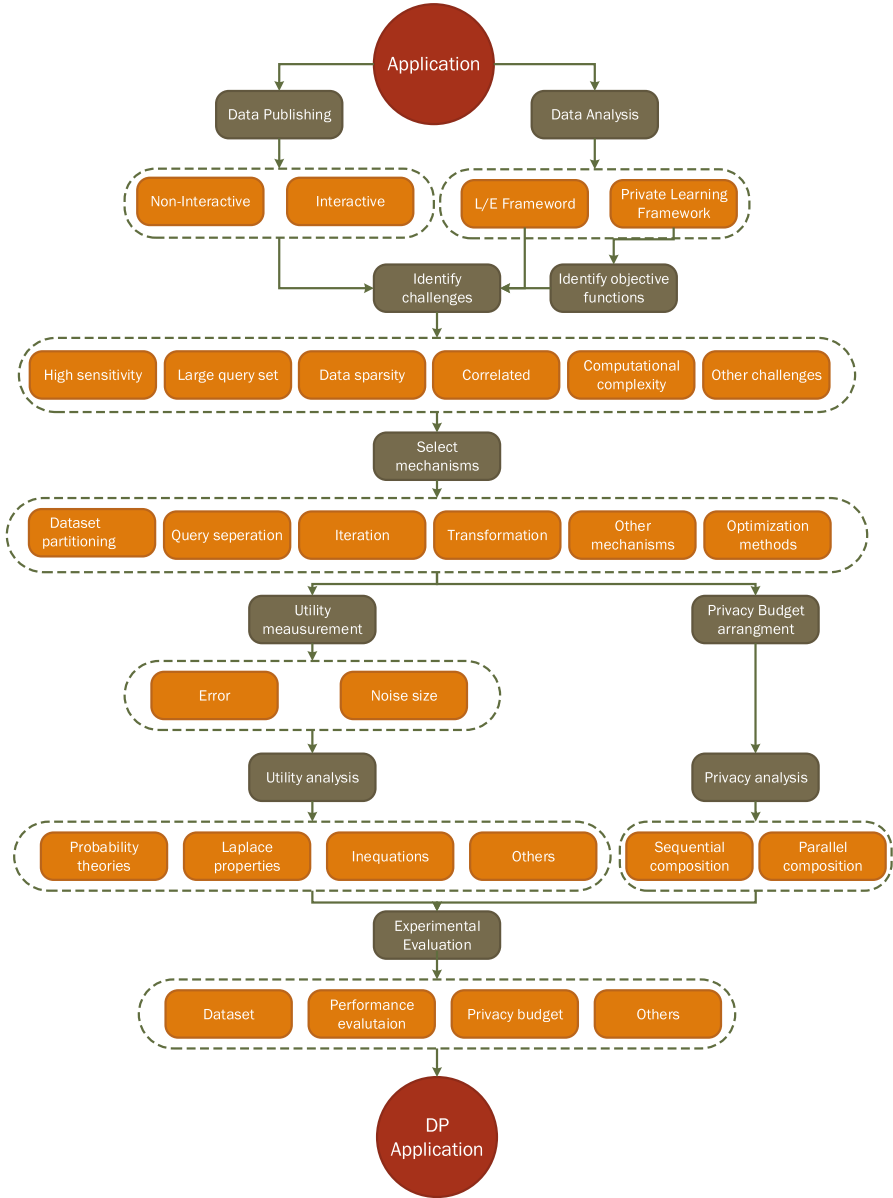 Application
Data Publishing
Data Analysis
Non-Interactive
Interactive
L/E Frameword
Private Learning
Framework
Identify
challenges
Identify objective
functions
High sensitivity
Large query set
Data sparsity
Correlated
Computational
complexity
Other challenges
Select
mechanisms
Dataset
partitioning
Query seperation
Iteration
Transformation
Other
mechanisms
Optimization
methods
Utility
meausurement
Privacy Budget
arrangment
Error
Noise size
Utility analysis
Privacy analysis
Probability
theories
Laplace
properties
Inequations
Others
Sequential
composition
Parallel
composition
Experimental
Evaluation
Dataset
Performance
evalutaion
Privacy budget
Others
DP
Application